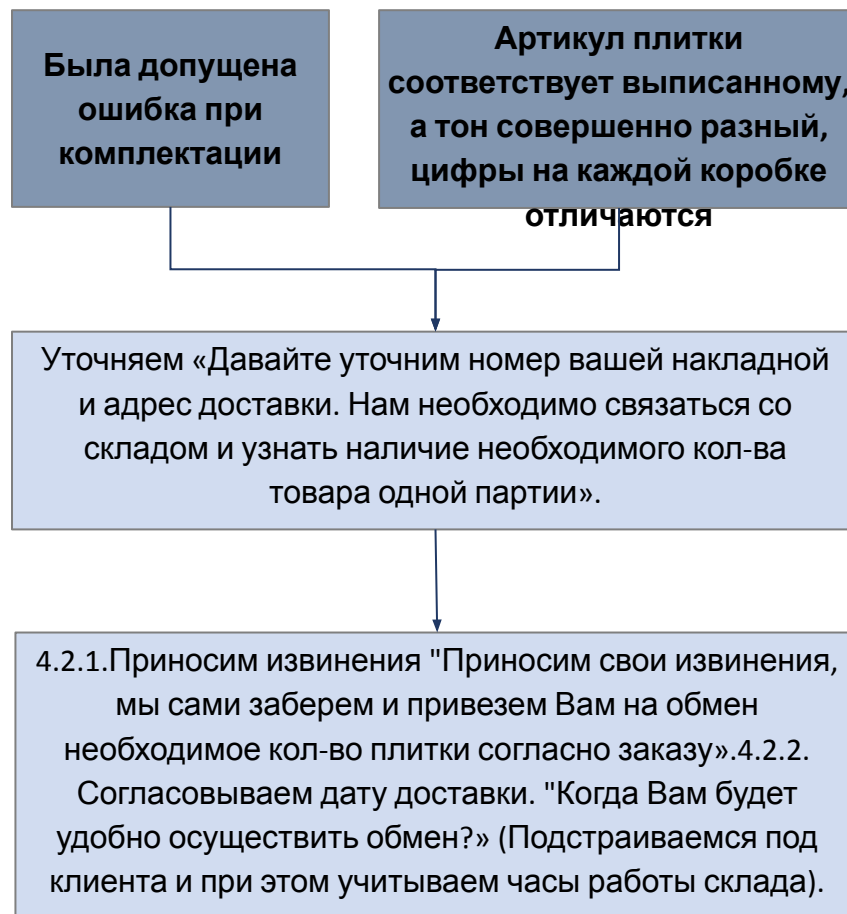 Была допущена
ошибка при
комплектации
Артикул плитки
соответствует выписанному,
а тон совершенно разный,
цифры на каждой коробке
отличаются
Уточняем «Давайте уточним номер вашей накладной
и адрес доставки. Нам необходимо связаться со
складом и узнать наличие необходимого кол-ва
товара одной партии».
4.2.1.Приносим извинения "Приносим свои извинения,
мы сами заберем и привезем Вам на обмен
необходимое кол-во плитки согласно заказу».4.2.2.
Согласовываем дату доставки. "Когда Вам будет
удобно осуществить обмен?» (Подстраиваемся под
клиента и при этом учитываем часы работы склада).